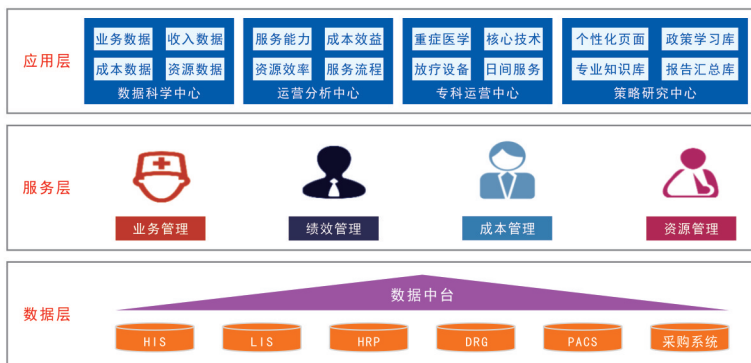 应用层
业务数据 收入数据
成本数据 资源数据
数据科学中心
服务能力 成本效益
资源效率 服务流程
运营分析中心
重症医学 核心技术
放疗设备 日间服务
专科运营中心
个性化页面 政策学习库
专业知识库 报告汇总库
策略研究中心
服务层
业务管理
绩效管理
成本管理
资源管理
数据层
数据中台
HIS
LIS
HRP
DRG
PACS
采购系统